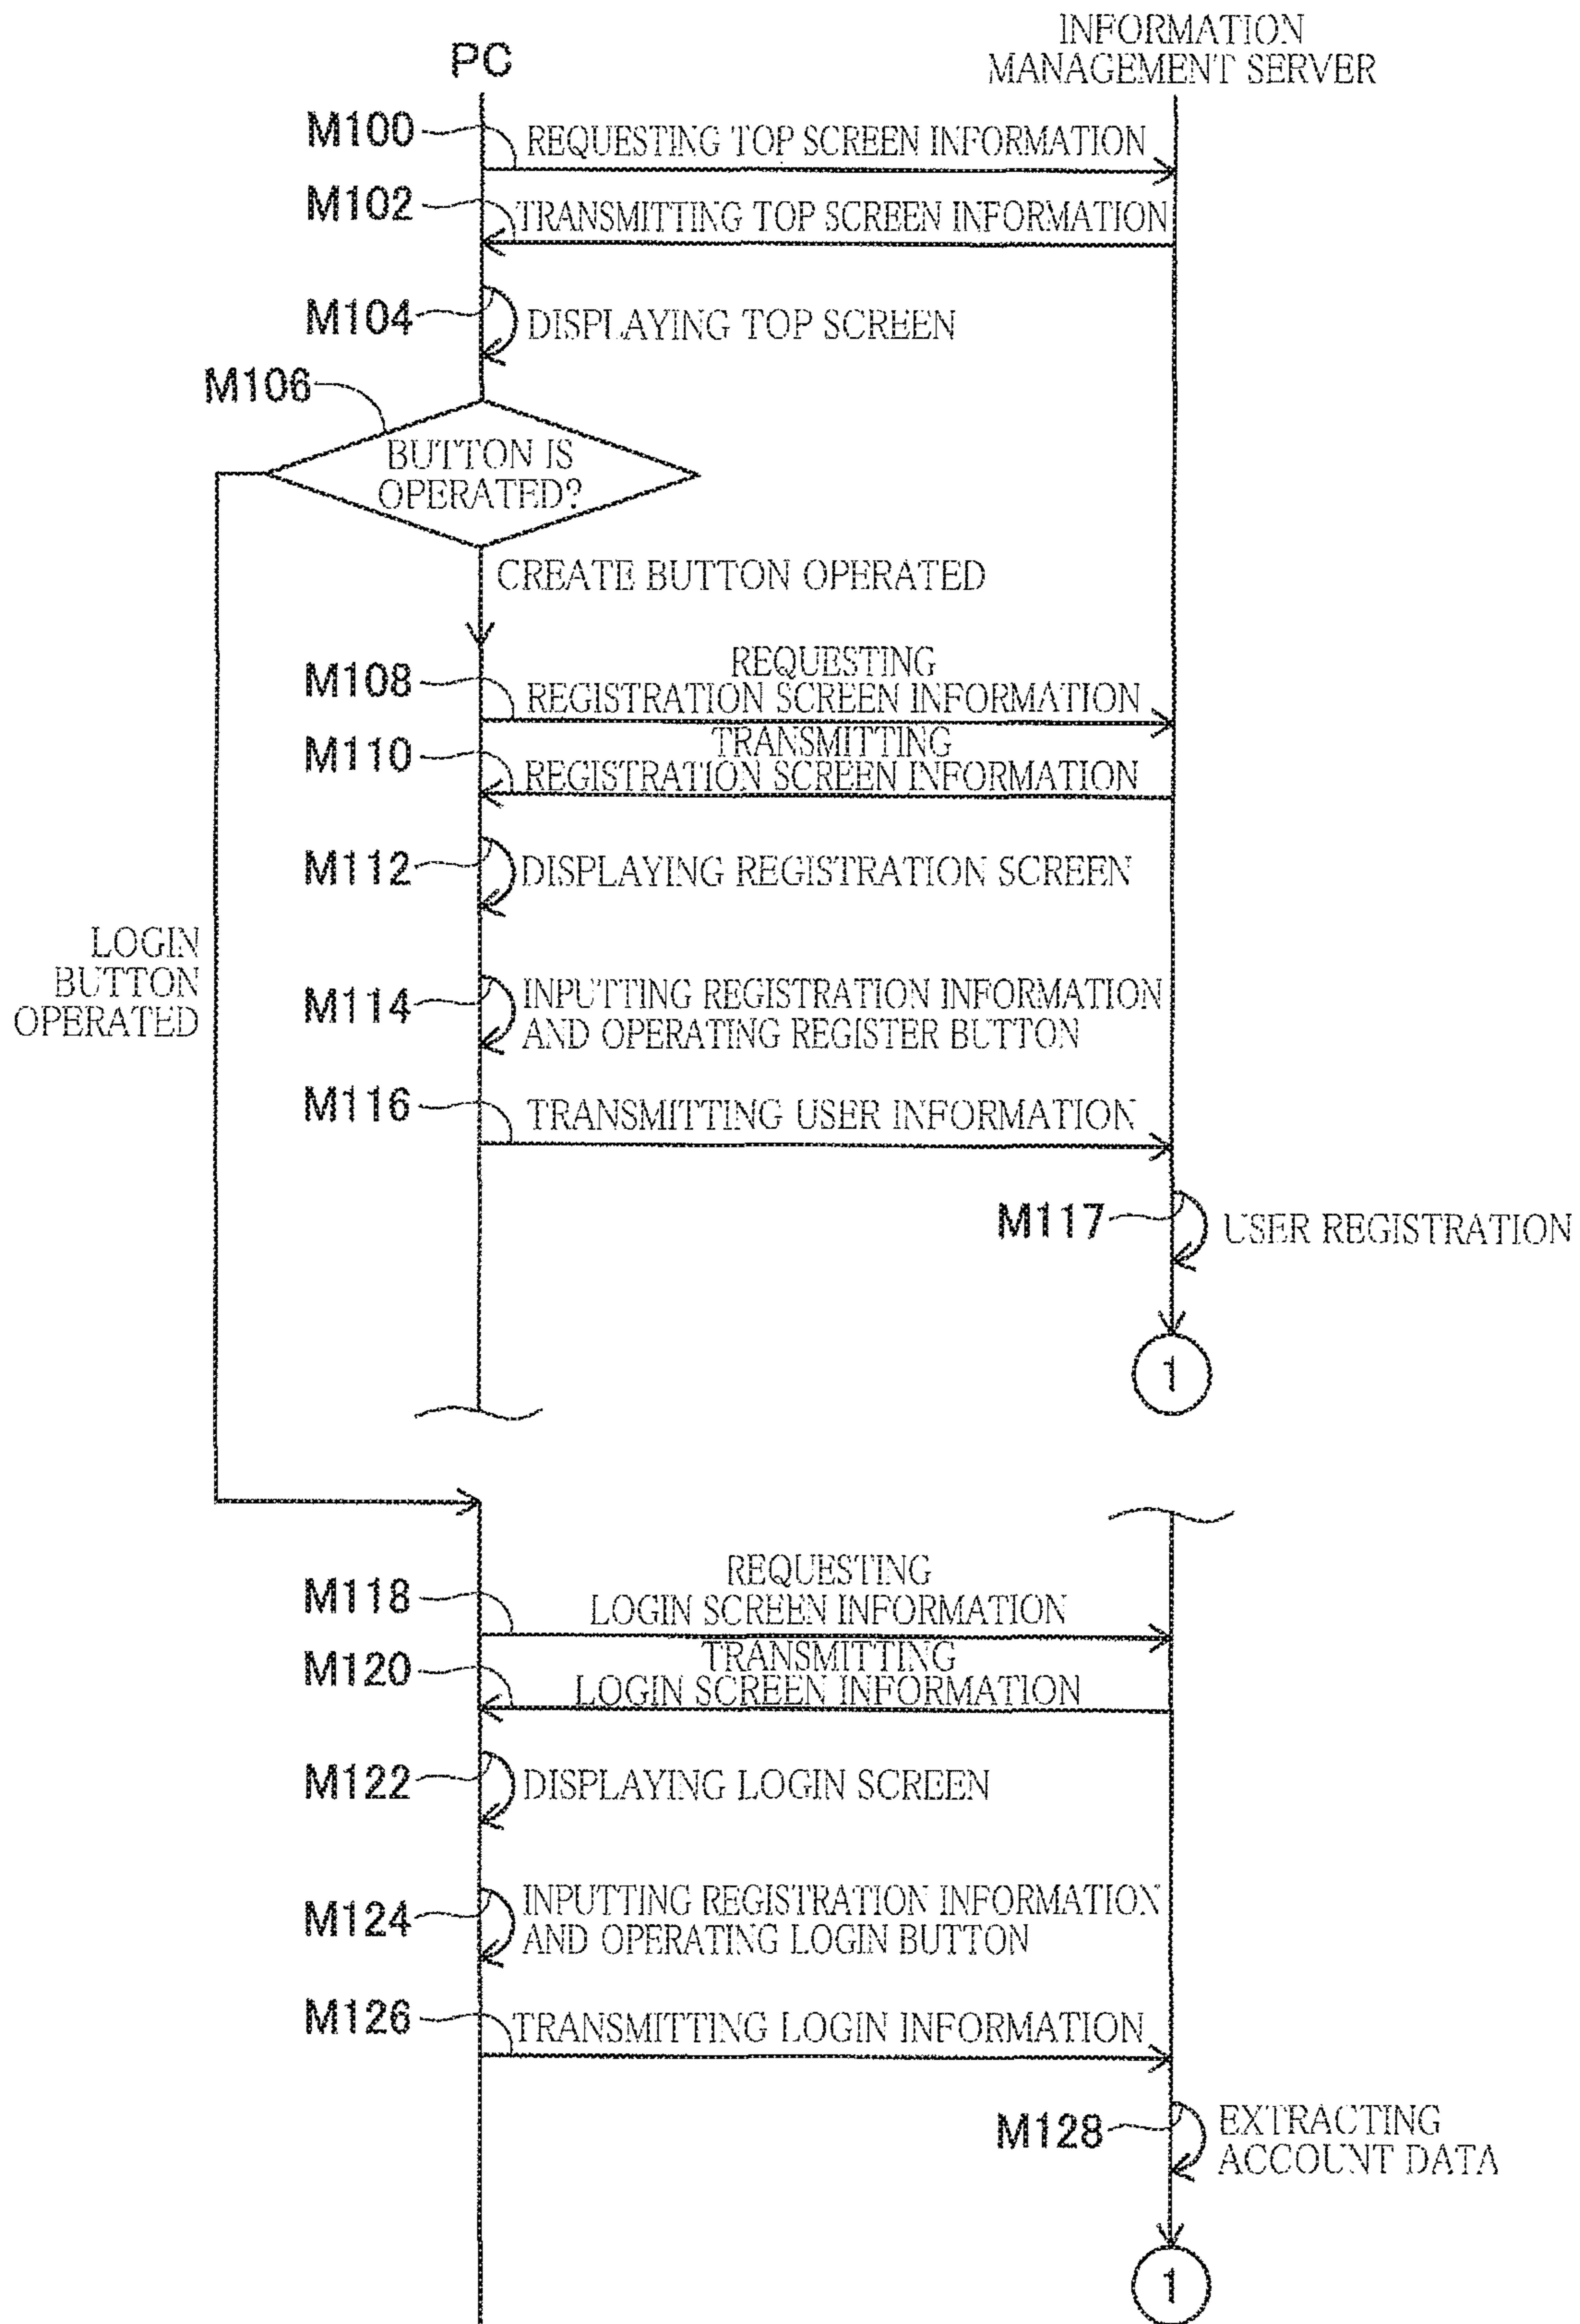 PC
INFORMATION
MANAGEMENT SERVER
M100
REQUESTING TOP SCREEN INFORMATION
M102
TRANSMITTING TOP SCREEN INFORMATION
M104
DISPLAYING TOP SCREEN
M106
BUTTON IS
OPERATED?
CREATE BUTTON OPERATED
M108
REQUESTING
REGISTRATION SCREEN INFORMATION
M110
TRANSMITTING
REGISTRATION SCREEN INFORMATION
M112
DISPLAYING REGISTRATION SCREEN
LOGIN
BUTTON
OPERATED
M114
INPUTTING REGISTRATION INFORMATION
AND OPERATING REGISTER BUTTON
M116
TRANSMITTING USER INFORMATION
M117
USER REGISTRATION
1
M118
REQUESTING
LOGIN SCREEN INFORMATION
M120
TRANSMITTING
LOGIN SCREEN INFORMATION
M122
DISPLAYING LOGIN SCREEN
M124
INPUTTING REGISTRATION INFORMATION
AND OPERATING LOGIN BUTTON
M126
TRANSMITTING LOGIN INFORMATION
M128
EXTRACTING
ACCOUNT DATA
1